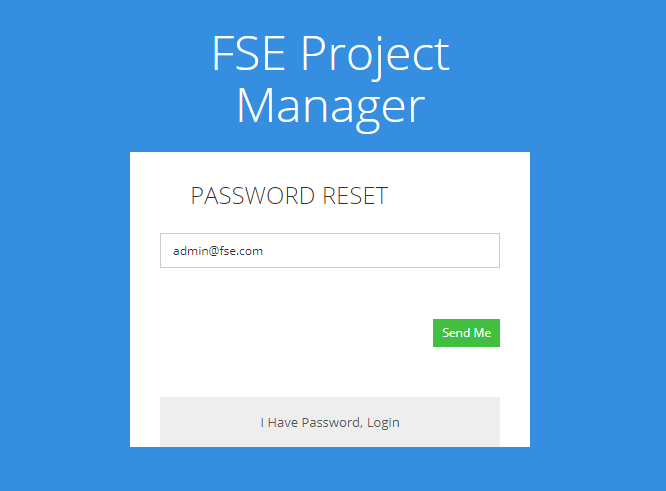 FSE Project
Manager
PASSWORD RESET
admin@fse.com
Send Me
I Have Password, Login